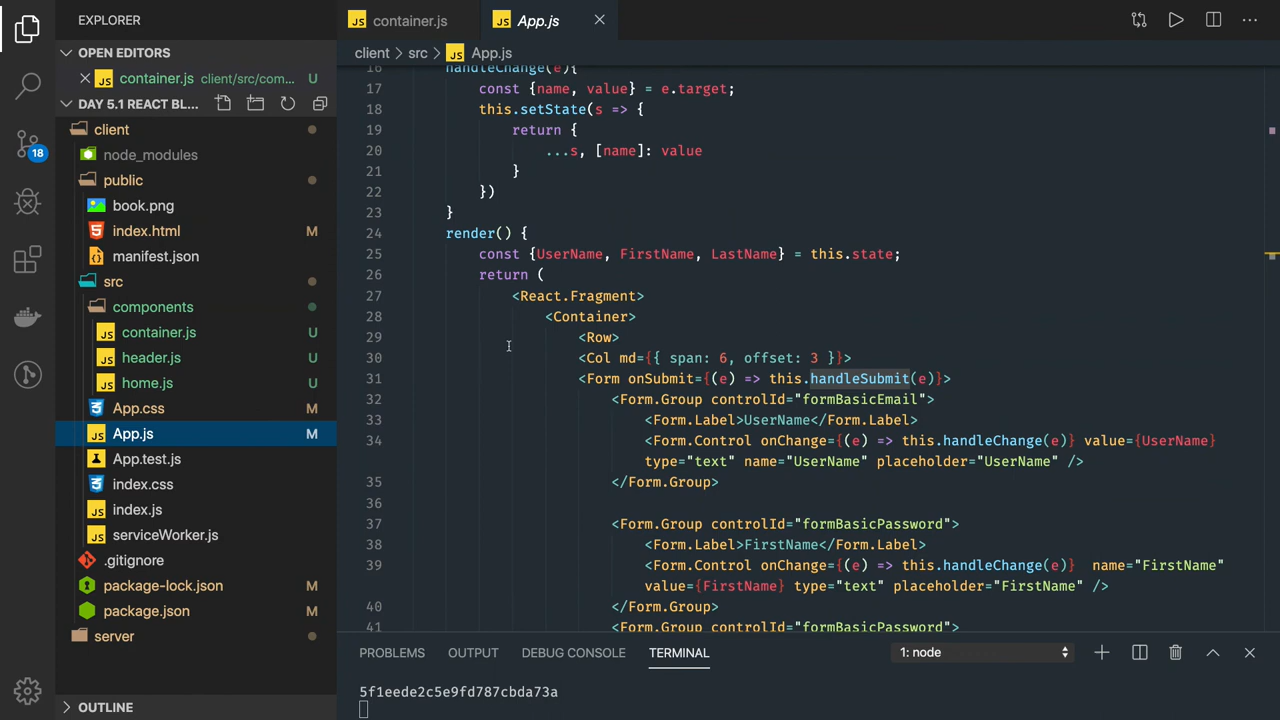 EXPLORER
OPEN EDITORS
container.js client/src/com... U
DAY 5.1 REACT BL...
client
node_modules
public
book.png
index.html M
manifest.json
src
components
container.js U
header.js U
home.js U
App.css M
App.js M
App.test.js
index.css
index.js
serviceWorker.js
.gitignore
package-lock.json M
package.json M
server
OUTLINE
18
JS container.js
JS App.js
client > src > JS App.js
16 handleChange(e){
17 const {name, value} = e.target;
18 this.setState(s => {
19 return {
20 ...s, [name]: value
21 }
22 })
23 }
24 render() {
25 const {UserName, FirstName, LastName} = this.state;
26 return (
27 <React.Fragment>
28 <Container>
29 <Row>
30 <Col md={{ span: 6, offset: 3 }}>
31 <Form onSubmit={(e) => this.handleSubmit(e)}>
32 <Form.Group controlId="formBasicEmail">
33 <Form.Label>UserName</Form.Label>
34 <Form.Control onChange={(e) => this.handleChange(e)} value={UserName}
type="text" name="UserName" placeholder="UserName" />
35 </Form.Group>
36
37 <Form.Group controlId="formBasicPassword">
38 <Form.Label>FirstName</Form.Label>
39 <Form.Control onChange={(e) => this.handleChange(e)} name="FirstName"
value={FirstName} type="text" placeholder="FirstName" />
40 </Form.Group>
41 <Form.Group controlId="formBasicPassword">
PROBLEMS OUTPUT DEBUG CONSOLE TERMINAL 1: node
5f1eede2c5e9fd787cbda73a